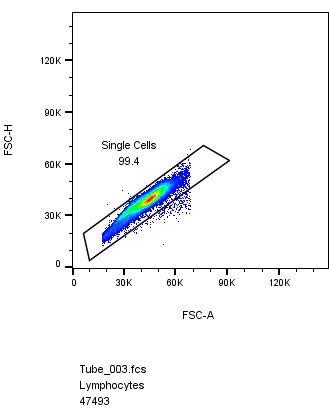 120K
90K
FSC-H
Single Cells
99.4
60K
30K
0
0 30K 60K 90K 120K
FSC-A
Tube_003.fcs
Lymphocytes
47493